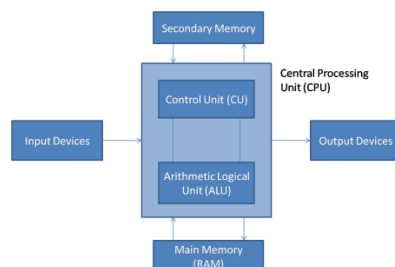 Secondary Memory
Central Processing
Unit (CPU)
Control Unit (CU)
Input Devices
Output Devices
Arithmetic Logical
Unit (ALU)
Main Memory
(RAM)